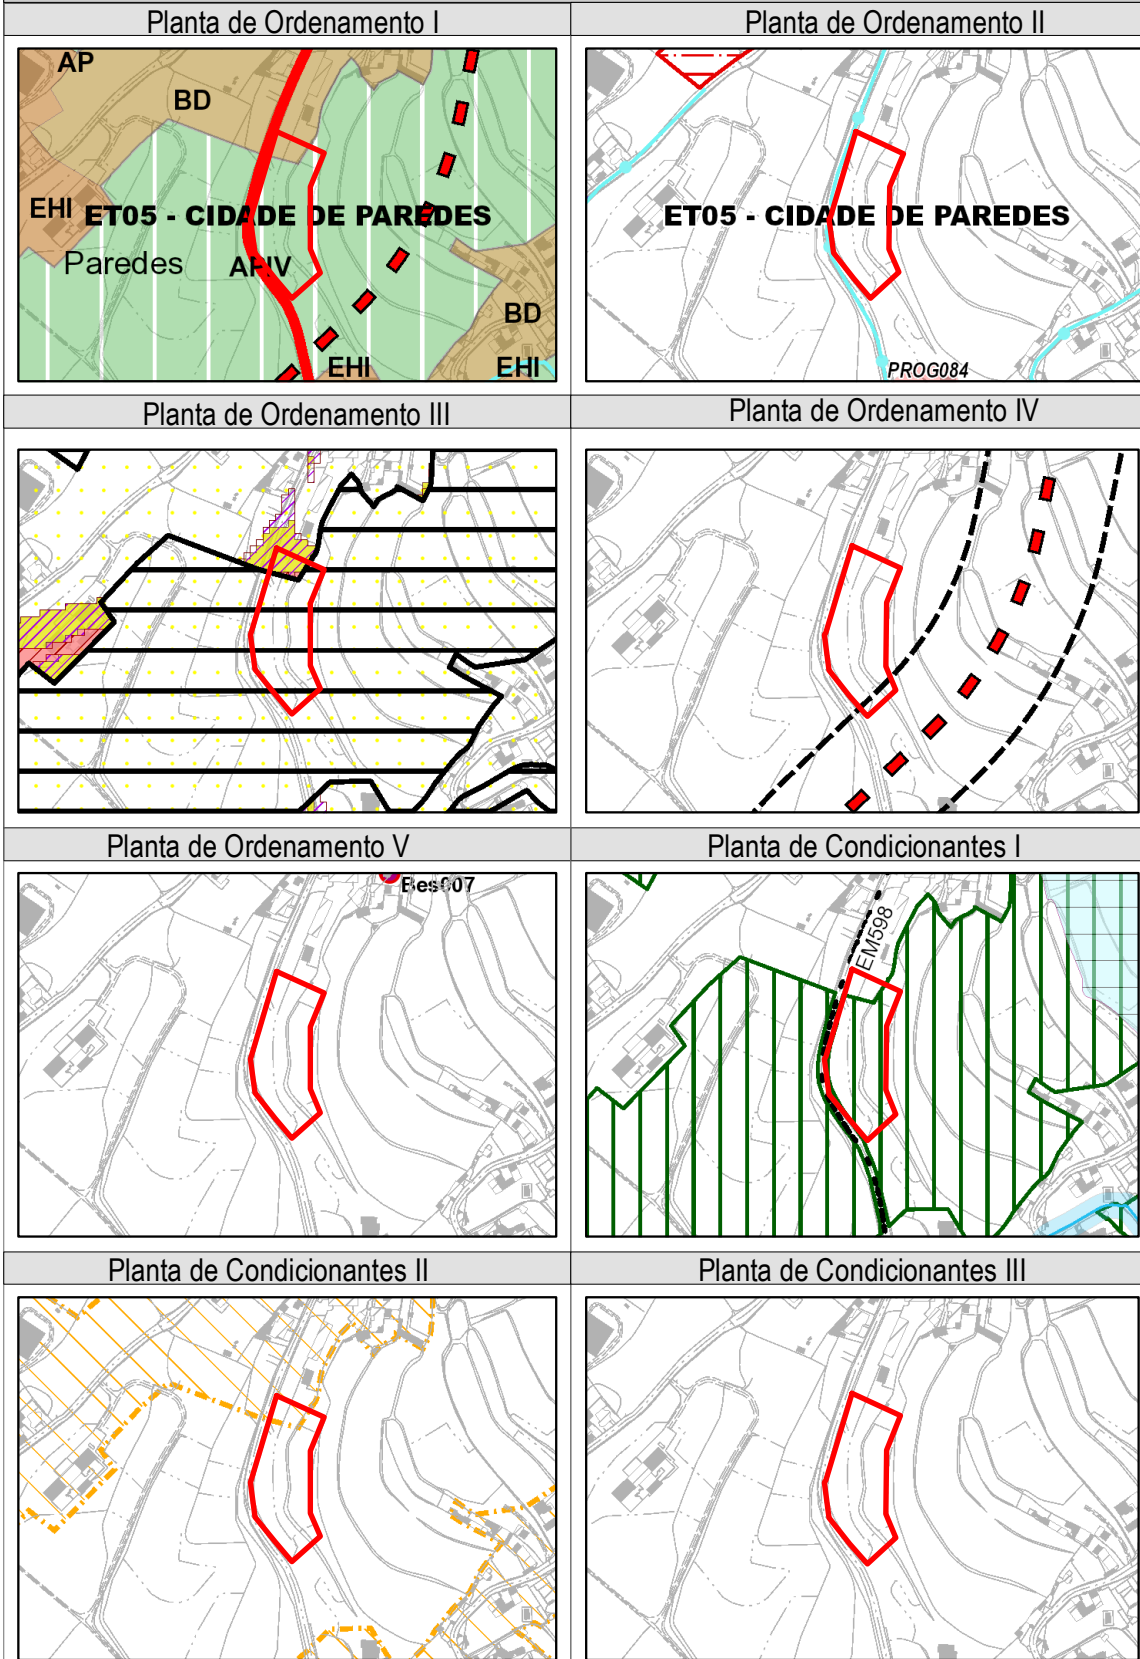 Planta de Ordenamento I
Planta de Ordenamento II
AP
BD
EHI
ET05 - CIDADE DE PAREDES
Paredes
BD
EHI
EHI
ET05 - CIDADE DE PAREDES
PROG084
Planta de Ordenamento III
Planta de Ordenamento IV
Planta de Ordenamento V
Planta de Condicionantes I
Bes007
EM598
Planta de Condicionantes II
Planta de Condicionantes III